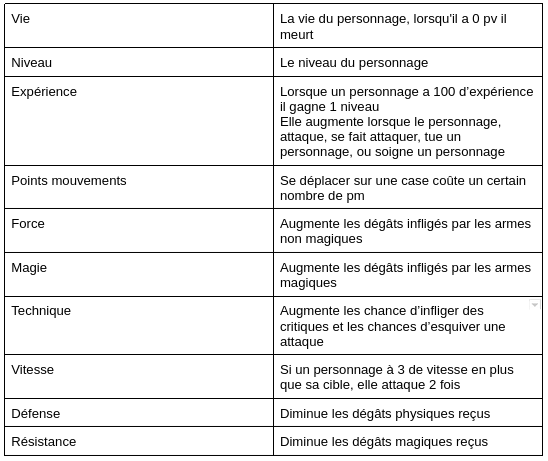 Vie
La vie du personnage, lorsqu'il a 0 pv il
meurt
Niveau
Le niveau du personnage
Expérience
Lorsque un personnage a 100 d'expérience
il gagne 1 niveau
Elle augmente lorsque le personnage,
attaque, se fait attaquer, tue un
personnage, ou soigne un personnage
Points mouvements
Se déplacer sur une case coûte un certain
nombre de pm
Force
Augmente les dégâts infligés par les armes
non magiques
Magie
Augmente les dégâts infligés par les armes
magiques
Technique
Augmente les chance d'infliger des
critiques et les chances d'esquiver une
attaque
Vitesse
Si un personnage à 3 de vitesse en plus
que sa cible, elle attaque 2 fois
Défense
Diminue les dégâts physiques reçus
Résistance
Diminue les dégâts magiques reçus